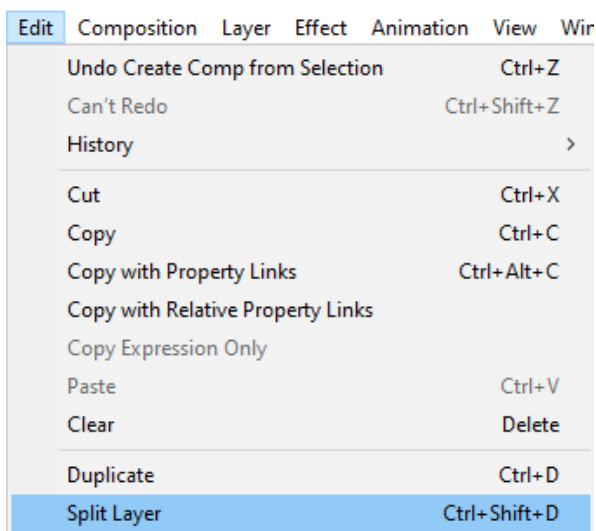 Edit Composition Layer Effect Animation View
Undo Create Comp from Selection Ctrl+Z
Can't Redo Ctrl+Shift+Z
History
Cut Ctrl+X
Copy Ctrl+C
Copy with Property Links Ctrl+Alt+C
Copy with Relative Property Links
Copy Expression Only
Paste Ctrl+V
Clear Delete
Duplicate Ctrl+D
Split Layer Ctrl+Shift+D